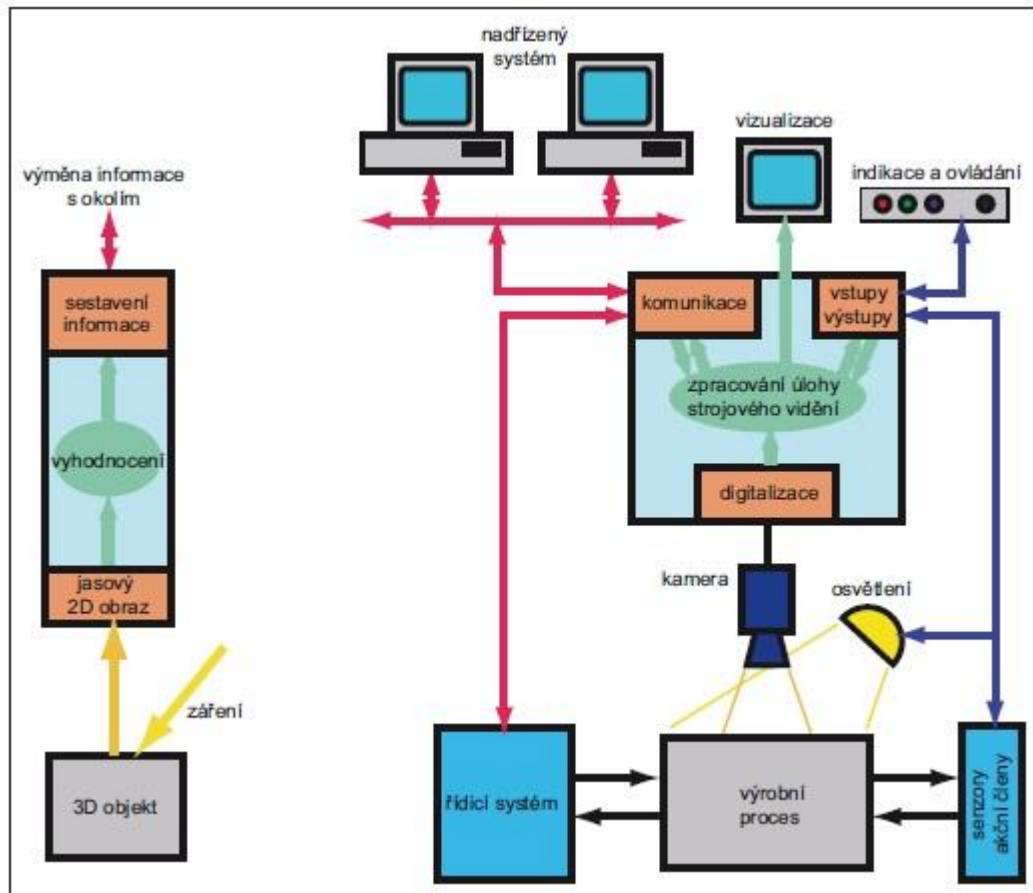 výměna informace
s okolím
sestavení
informace
vyhodnocení
jasový
2D obraz
záření
3D objekt
nadřízený
systém
vizualizace
indikace a ovládání
komunikace
vstupy
výstupy
zpracování úlohy
strojového vidění
digitalizace
kamera
osvětlení
řídicí systém
výrobní
proces
senzory
akční členy